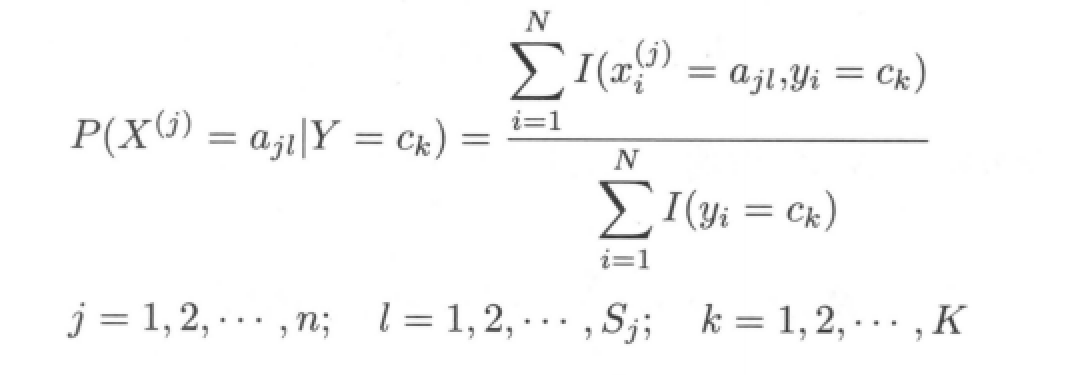 $$P(X^{(j)} = a_{jl}|Y = c_k) = \frac{\sum_{i=1}^{N} I(x_i^{(j)} = a_{jl}, y_i = c_k)}{\sum_{i=1}^{N} I(y_i = c_k)}$$
$$j = 1, 2, \cdots, n; \quad l = 1, 2, \cdots, S_j; \quad k = 1, 2, \cdots, K$$